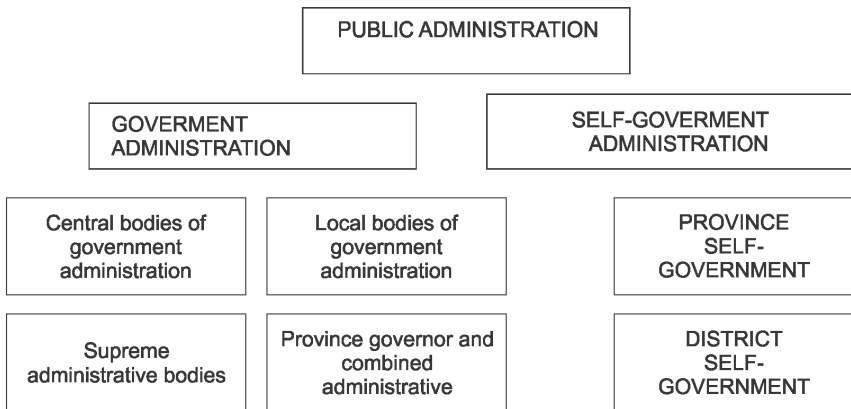 PUBLIC ADMINISTRATION
GOVERMENT
ADMINISTRATION
SELF-GOVERMENT
ADMINISTRATION
Central bodies of
government
administration
Local bodies of
government
administration
PROVINCE
SELF-
GOVERNMENT
Supreme
administrative bodies
Province governor and
combined
administrative
DISTRICT
SELF-
GOVERNMENT